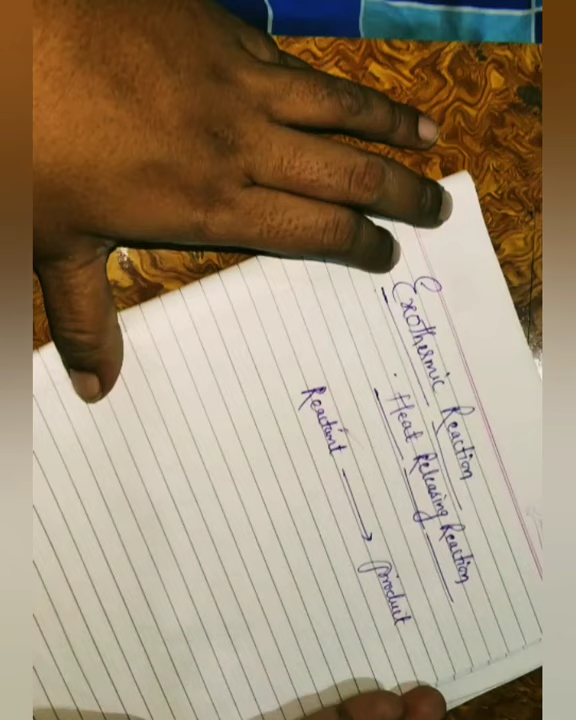 Exothermic Reaction
Heat Releasing Reaction
Reactant → product